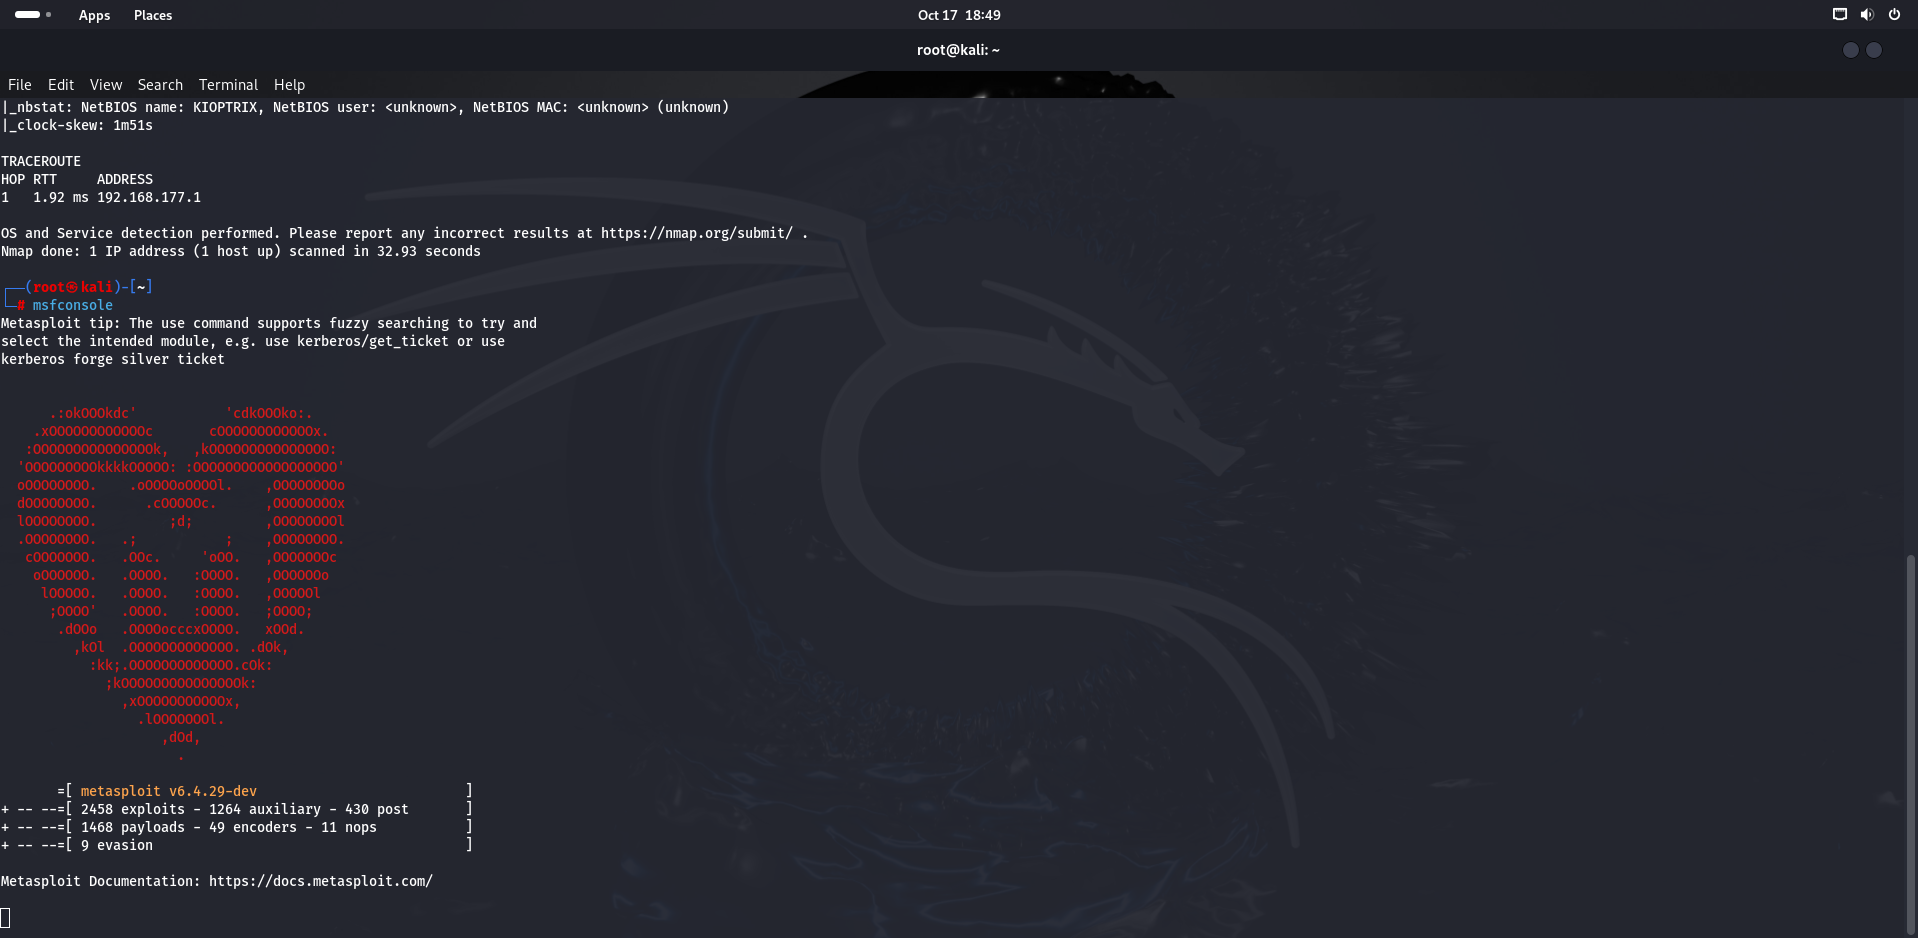 Apps Places Oct 17 18:49
root@kali: ~
File Edit View Search Terminal Help
|_nbstat: NetBIOS name: KIOPTRIX, NetBIOS user: <unknown>, NetBIOS MAC: <unknown> (unknown)
|_clock-skew: 1m51s
TRACEROUTE
HOP RTT     ADDRESS
1   1.92 ms 192.168.177.1
OS and Service detection performed. Please report any incorrect results at https://nmap.org/submit/ .
Nmap done: 1 IP address (1 host up) scanned in 32.93 seconds
┌──(root㉿kali)-[~]
└─# msfconsole
Metasploit tip: The use command supports fuzzy searching to try and
select the intended module, e.g. use kerberos/get_ticket or use
kerberos forge silver ticket
      .:okOOOkdc'           'cdkOOOko:.
    .xOOOOOOOOOOOOc       cOOOOOOOOOOOOx.
   :OOOOOOOOOOOOOOOk,   ,kOOOOOOOOOOOOOOO:
  'OOOOOOOOOkkkkOOOOO: :OOOOOOOOOOOOOOOOOO'
  oOOOOOOOO.    .oOOOOoOOOOl.    ,OOOOOOOOo
  dOOOOOOOO.      .cOOOOOc.      ,OOOOOOOOx
  lOOOOOOOO.         ;d;         ,OOOOOOOOl
  .OOOOOOOO.   .;           ;    ,OOOOOOOO.
   cOOOOOOO.   .OOc.     'oOO.   ,OOOOOOOc
    oOOOOOO.   .OOOO.   :OOOO.   ,OOOOOOo
     lOOOOO.   .OOOO.   :OOOO.   ,OOOOOl
      ;OOOO'   .OOOO.   :OOOO.   ;OOOO;
       .dOOo   .OOOOocccxOOOO.   xOOd.
         ,kOl  .OOOOOOOOOOOOO. .dOk,
           :kk;.OOOOOOOOOOOOO.cOk:
             ;kOOOOOOOOOOOOOOOk:
               ,xOOOOOOOOOOOx,
                 .lOOOOOOOl.
                    ,dOd,
                      .
       =[ metasploit v6.4.29-dev                          ]
+ -- --=[ 2458 exploits - 1264 auxiliary - 430 post       ]
+ -- --=[ 1468 payloads - 49 encoders - 11 nops           ]
+ -- --=[ 9 evasion                                       ]
Metasploit Documentation: https://docs.metasploit.com/